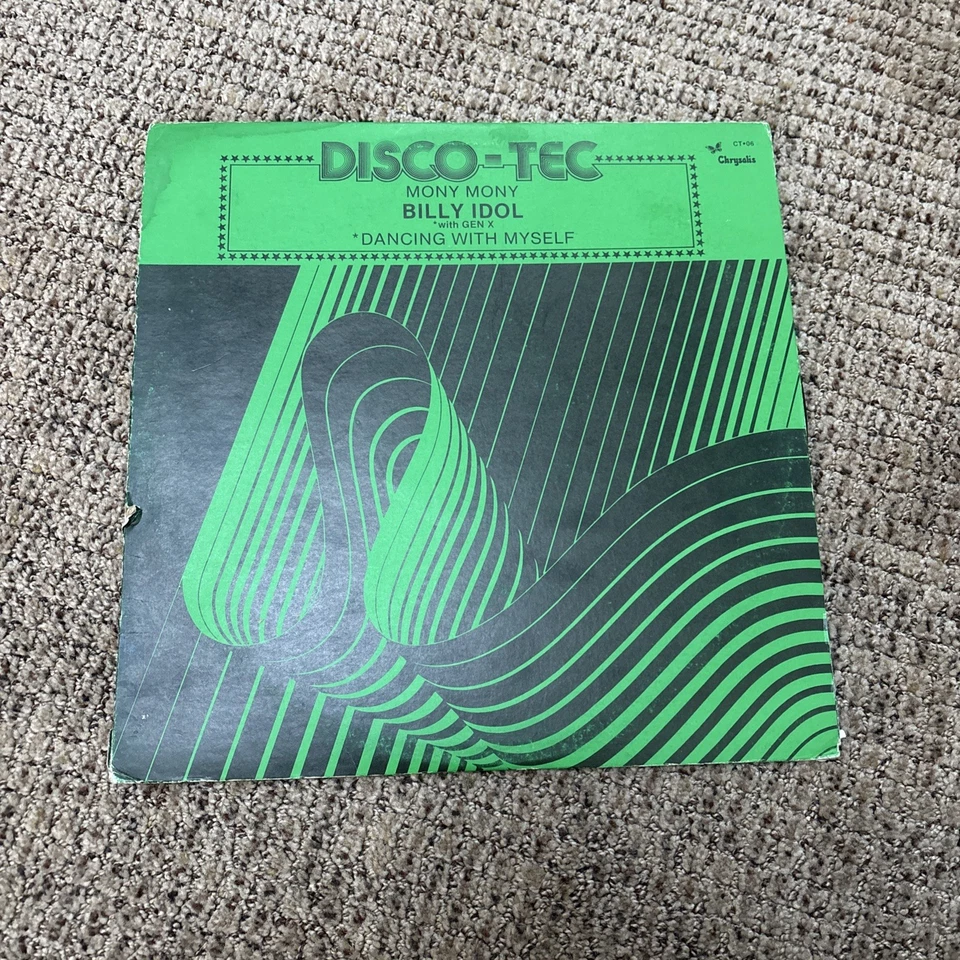 DISCO-TEC
CT•06
Chrysalis
MONY MONY
BILLY IDOL
*with GEN X
*DANCING WITH MYSELF